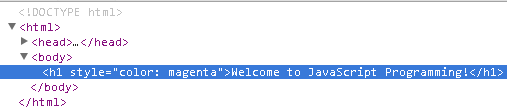 <!DOCTYPE html>
▼<html>
▶<head>…</head>
▼<body>
<h1 style="color: magenta">Welcome to JavaScript Programming!</h1>
</body>
</html>